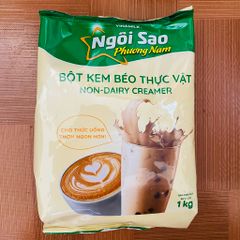 VINAMILK
Ngôi Sao
Phương Nam
BỘT KEM BÉO THỰC VẬT
NON-DAIRY CREAMER
CHO THỨC UỐNG
THƠM NGON HƠN!
1 kg